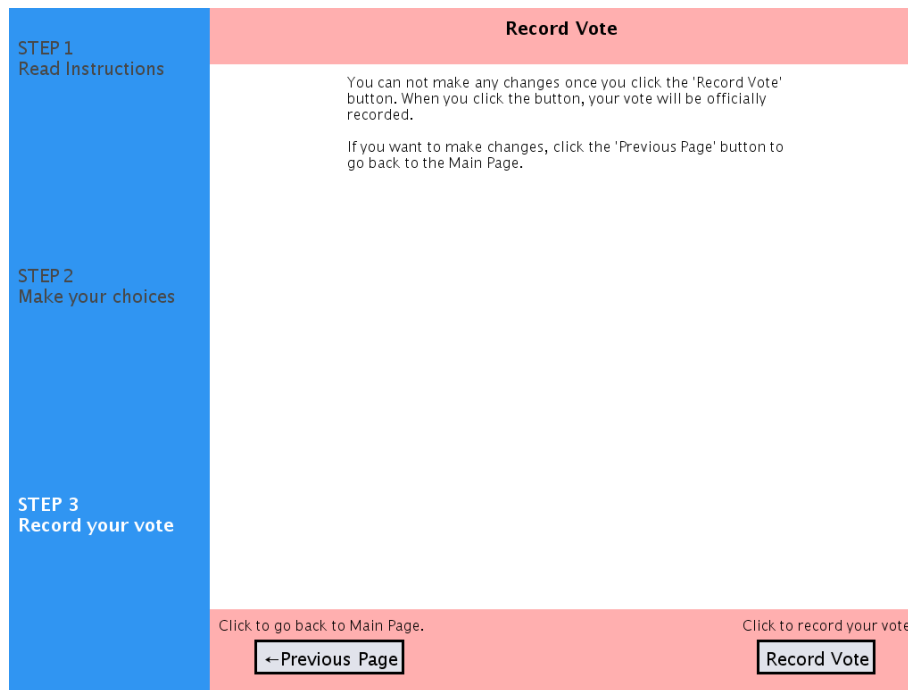 STEP 1
Read Instructions
STEP 2
Make your choices
STEP 3
Record your vote
Record Vote
You can not make any changes once you click the 'Record Vote'
button. When you click the button, your vote will be officially
recorded.
If you want to make changes, click the 'Previous Page' button to
go back to the Main Page.
Click to go back to Main Page.
←Previous Page
Click to record your vote
Record Vote